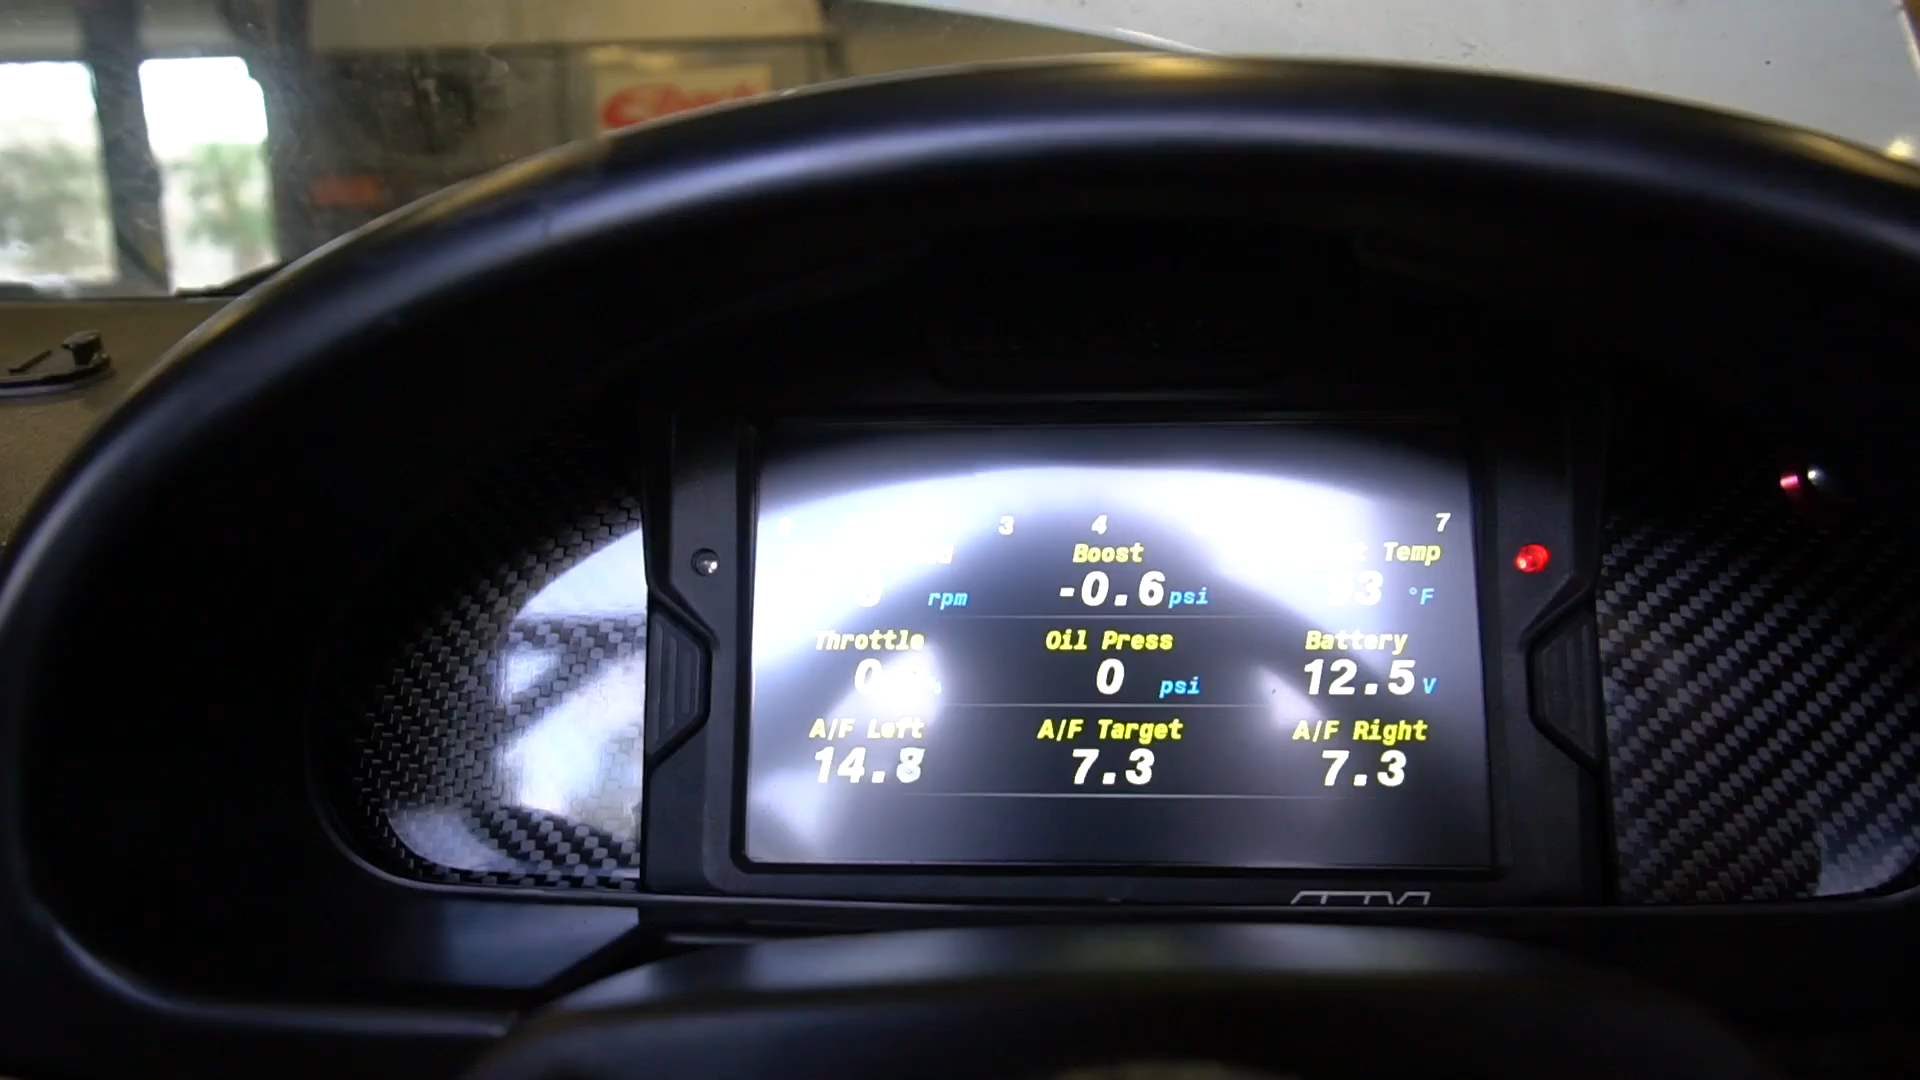 3 4 7
Boost Temp
-0.6 psi °F
rpm
Throttle Oil Press Battery
0 psi 12.5 V
A/F Left A/F Target A/F Right
14.8 7.3 7.3
AEM